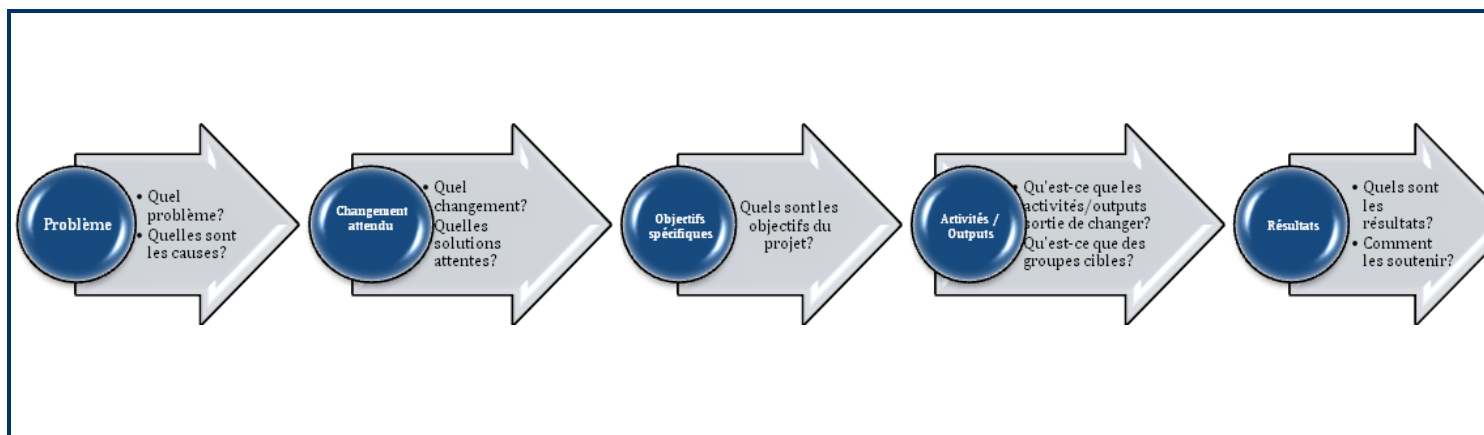 Problème
• Quel
problème?
• Quelles sont
les causes?
Changement
attendu
• Quel
changement?
Quelles
solutions
attentes?
Objectifs
spécifiques
Quels sont les
objectifs du
projet?
Activités /
Outputs
• Qu'est-ce que les
activités/outputs
sortie de changer?
Qu'est-ce que des
groupes cibles?
Résultats
• Quels sont
les
résultats?
• Comment
les soutenir?